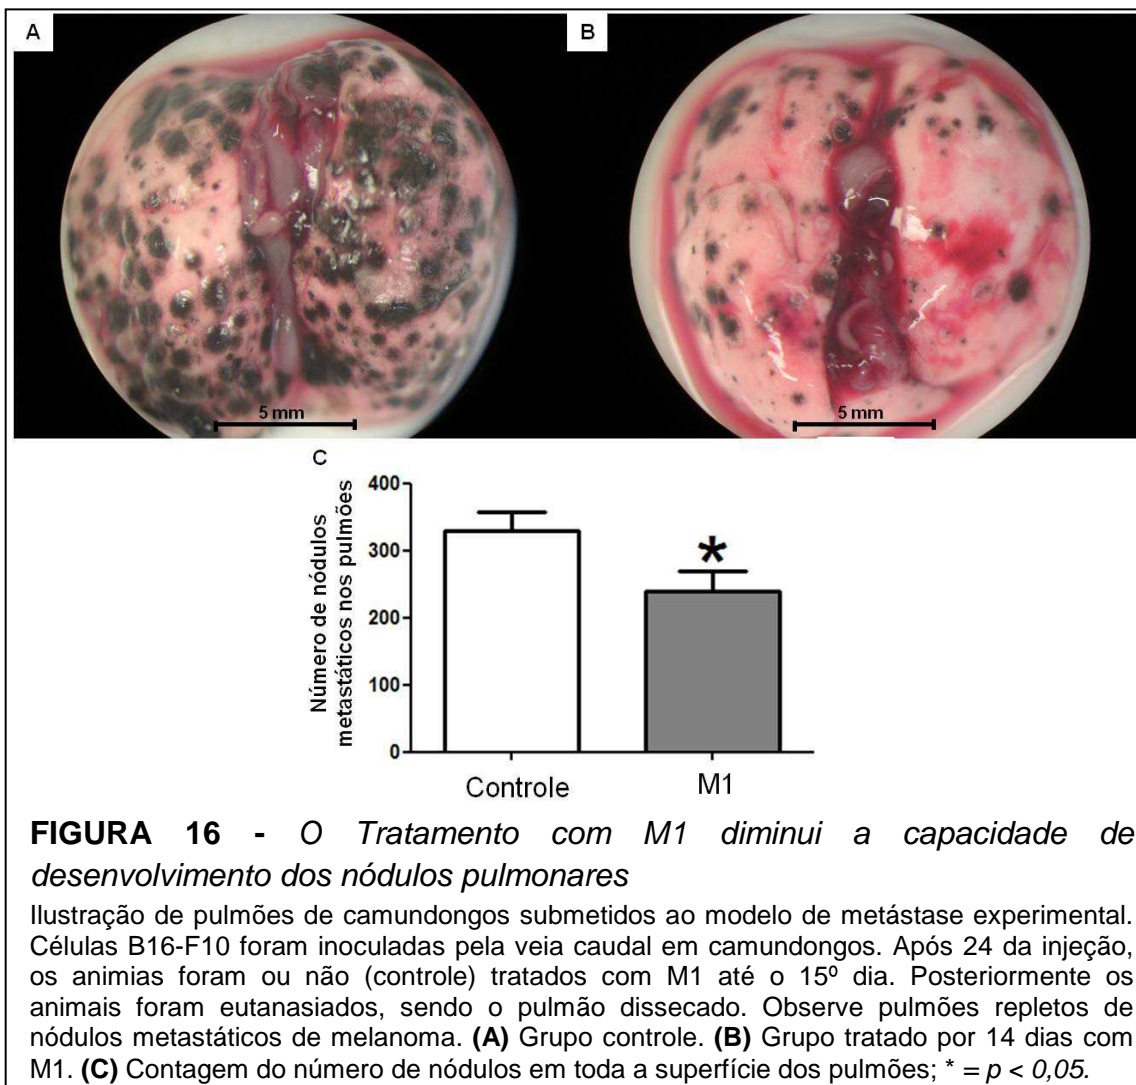 A
B
5 mm
5 mm
C
Número de nódulos
metastáticos nos pulmões
400
300
200
100
0
*
Controle
M1
FIGURA 16 - O Tratamento com M1 diminui a capacidade de
desenvolvimento dos nódulos pulmonares
Ilustração de pulmões de camundongos submetidos ao modelo de metástase experimental.
Células B16-F10 foram inoculadas pela veia caudal em camundongos. Após 24 da injeção,
os animias foram ou não (controle) tratados com M1 até o 15º dia. Posteriormente os
animais foram eutanasiados, sendo o pulmão dissecado. Observe pulmões repletos de
nódulos metastáticos de melanoma. (A) Grupo controle. (B) Grupo tratado por 14 dias com
M1. (C) Contagem do número de nódulos em toda a superfície dos pulmões; * = p < 0,05.